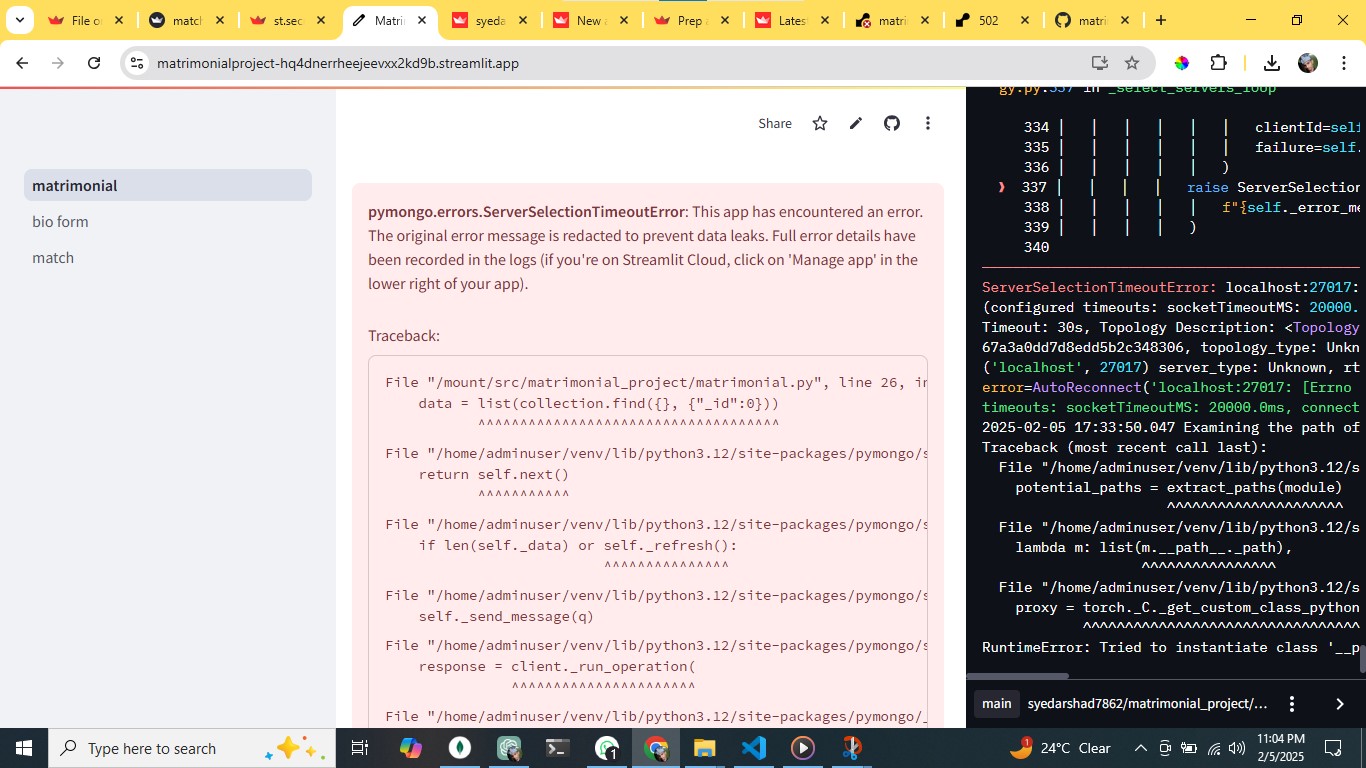 File o
match
st.sec
Matri
syeda
New a
Prep a
Lates
matri
502
matri
matrimonialproject-hq4dnerrheejeevxx2kd9b.streamlit.app
Share
matrimonial
bio form
match
pymongo.errors.ServerSelectionTimeoutError: This app has encountered an error.
The original error message is redacted to prevent data leaks. Full error details have
been recorded in the logs (if you're on Streamlit Cloud, click on 'Manage app' in the
lower right of your app).
Traceback:
File "/mount/src/matrimonial_project/matrimonial.py", line 26, in
data = list(collection.find({}, {"_id":0}))
^^^^^^^^^^^^^^^^^^^^^^^^^^^^^^^^^^^^
File "/home/adminuser/venv/lib/python3.12/site-packages/pymongo/s
return self.next()
^^^^^^^^^^^
File "/home/adminuser/venv/lib/python3.12/site-packages/pymongo/s
if len(self._data) or self._refresh():
^^^^^^^^^^^^^^^
File "/home/adminuser/venv/lib/python3.12/site-packages/pymongo/s
self._send_message(q)
File "/home/adminuser/venv/lib/python3.12/site-packages/pymongo/s
response = client._run_operation(
^^^^^^^^^^^^^^^^^^^^^^
File "/home/adminuser/venv/lib/python3.12/site-packages/pymongo/_
gy.py:337 in _select_servers_loop
334 │ │ │ │ │ │ clientId=self
335 │ │ │ │ │ │ failure=self.
336 │ │ │ │ │ )
❱ 337 │ │ │ │ raise ServerSelection
338 │ │ │ │ │ f"{self._error_me
339 │ │ │ │ )
340
ServerSelectionTimeoutError: localhost:27017:
(configured timeouts: socketTimeoutMS: 20000.
Timeout: 30s, Topology Description: <Topology
67a3a0dd7d8edd5b2c348306, topology_type: Unkn
('localhost', 27017) server_type: Unknown, rt
error=AutoReconnect('localhost:27017: [Errno
timeouts: socketTimeoutMS: 20000.0ms, connect
2025-02-05 17:33:50.047 Examining the path of
Traceback (most recent call last):
File "/home/adminuser/venv/lib/python3.12/s
potential_paths = extract_paths(module)
^^^^^^^^^^^^^^^^^^^^^
File "/home/adminuser/venv/lib/python3.12/s
lambda m: list(m.__path__._path),
^^^^^^^^^^^^^^^^
File "/home/adminuser/venv/lib/python3.12/s
proxy = torch._C._get_custom_class_python
^^^^^^^^^^^^^^^^^^^^^^^^^^^^^^^^^
RuntimeError: Tried to instantiate class '__p
main
syedarshad7862/matrimonial_project/...
Type here to search
1
24°C Clear
11:04 PM
2/5/2025